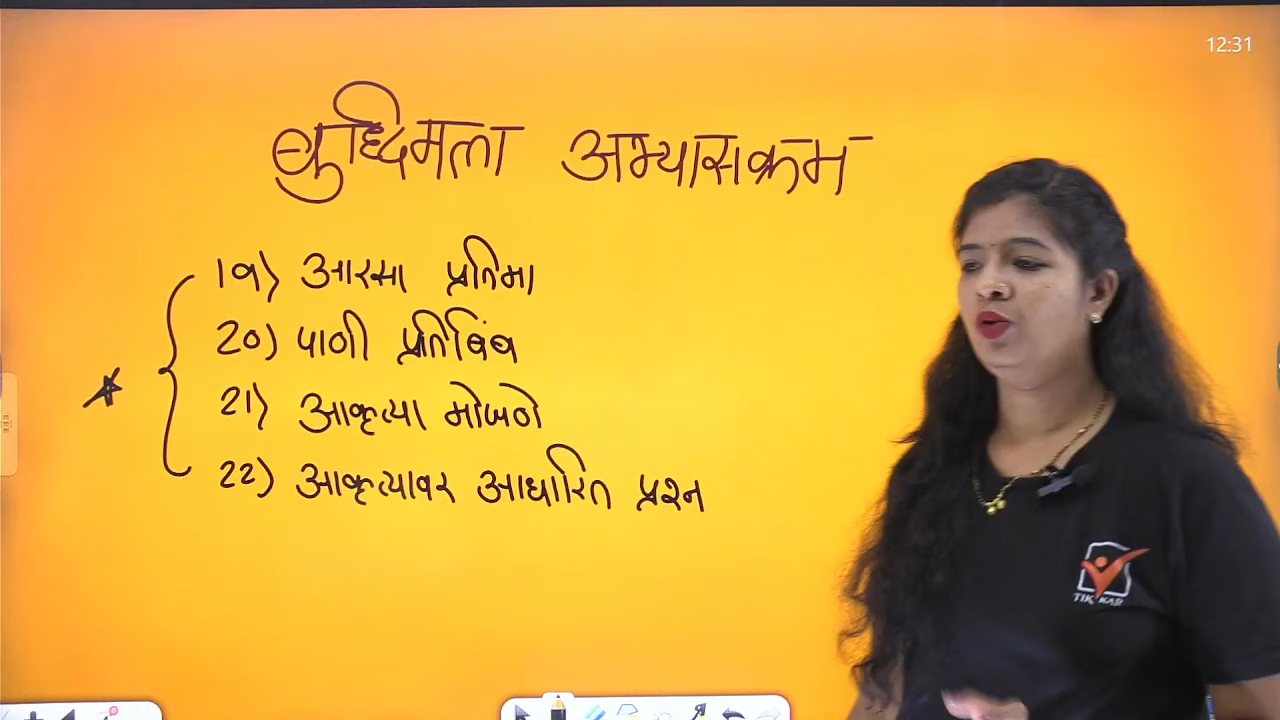 12:31
बुद्धिमत्ता अभ्यासक्रम
19) आरसा प्रतिमा
20) पाणी प्रतिबिंब
21) आकृत्या मोजणे
22) आकृत्यावर आधारित प्रश्न
TIKKAR